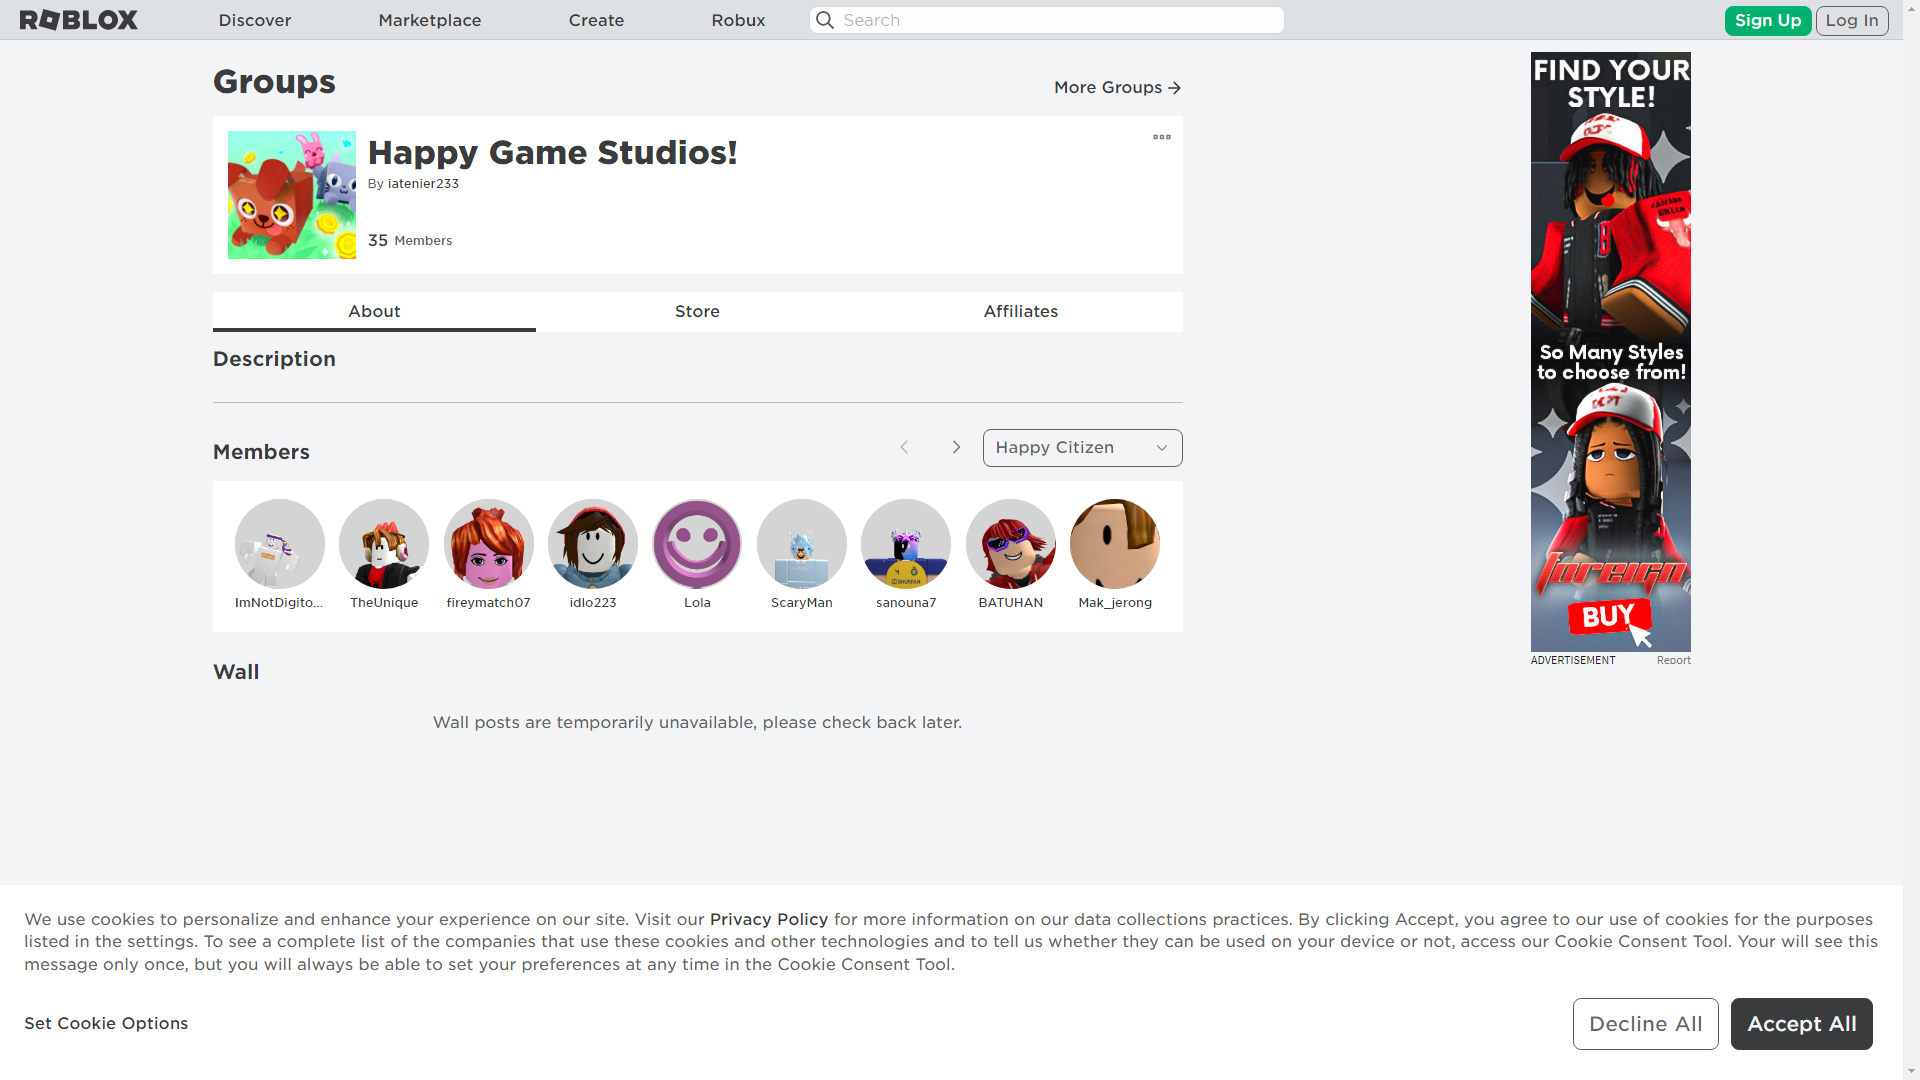 ROBLOX
Discover
Marketplace
Create
Robux
Search
Sign Up
Log In
Groups
More Groups
Happy Game Studios!
By iatenier233
35 Members
About
Store
Affiliates
Description
Members
Happy Citizen
ImNotDigito...
TheUnique
fireymatch07
idlo223
Lola
ScaryMan
sanouna7
BATUHAN
Mak_jerong
Wall
Wall posts are temporarily unavailable, please check back later.
FIND YOUR
STYLE!
So Many Styles
to choose from!
foreign
BUY
ADVERTISEMENT
Report
We use cookies to personalize and enhance your experience on our site. Visit our Privacy Policy for more information on our data collections practices. By clicking Accept, you agree to our use of cookies for the purposes
listed in the settings. To see a complete list of the companies that use these cookies and other technologies and to tell us whether they can be used on your device or not, access our Cookie Consent Tool. Your will see this
message only once, but you will always be able to set your preferences at any time in the Cookie Consent Tool.
Set Cookie Options
Decline All
Accept All